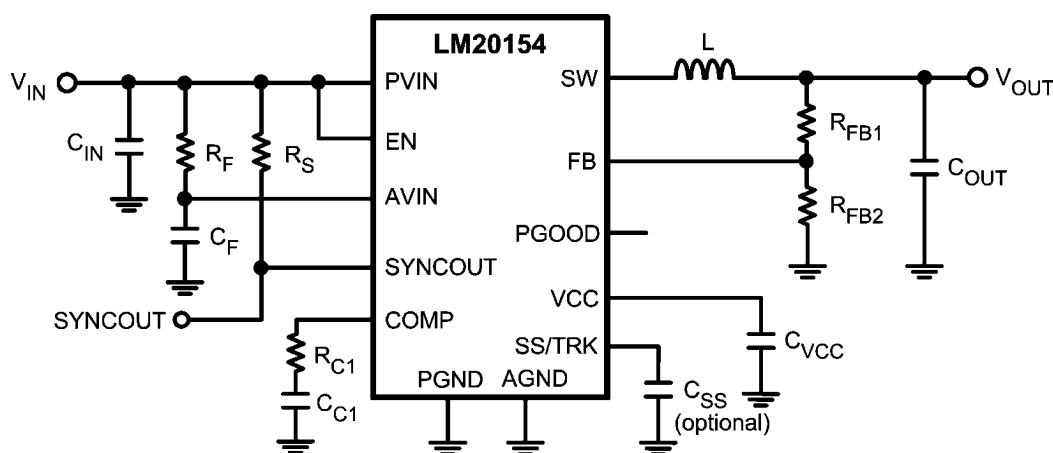 LM20154
L
V_IN
PVIN
SW
V_OUT
C_IN
R_F
R_S
EN
R_FB1
FB
C_OUT
AVIN
R_FB2
C_F
PGOOD
SYNCOUT
VCC
SYNCOUT
COMP
C_VCC
SS/TRK
R_C1
PGND
AGND
C_C1
C_SS
(optional)